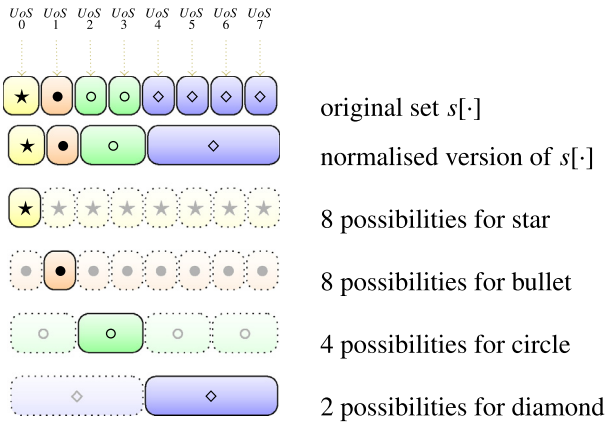 UoS UoS UoS UoS UoS UoS UoS UoS
0 1 2 3 4 5 6 7
original set s[·]
normalised version of s[·]
8 possibilities for star
8 possibilities for bullet
4 possibilities for circle
2 possibilities for diamond